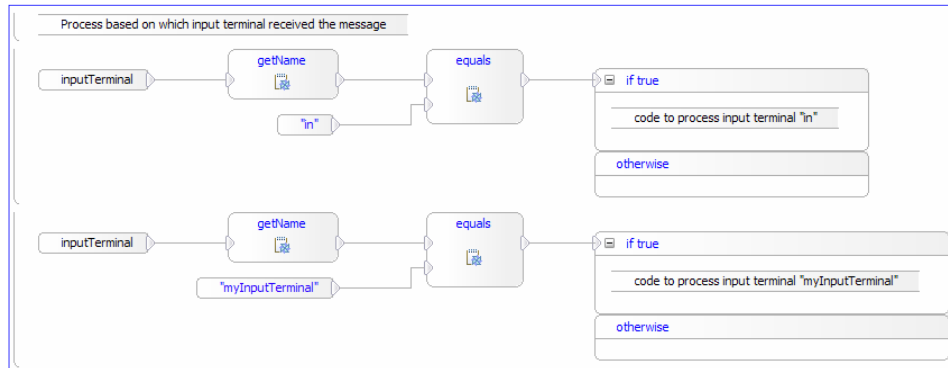 Process based on which input terminal received the message
getName
equals
inputTerminal
if true
"in"
code to process input terminal "in"
otherwise
getName
equals
inputTerminal
if true
"myInputTerminal"
code to process input terminal "myInputTerminal"
otherwise